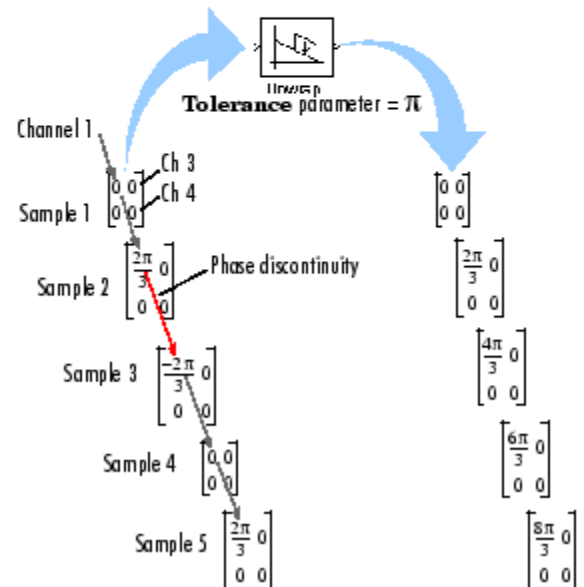 Unwrap
Tolerance parameter = π
Channel 1
Ch 3
Ch 4
Sample 1
0 0
0 0
0 0
0 0
Sample 2
2π
3
0
0 0
Phase discontinuity
2π
3
0
0 0
Sample 3
-2π
3
0
0 0
4π
3
0
0 0
Sample 4
0 0
0 0
6π
3
0
0 0
Sample 5
2π
3
0
0 0
8π
3
0
0 0